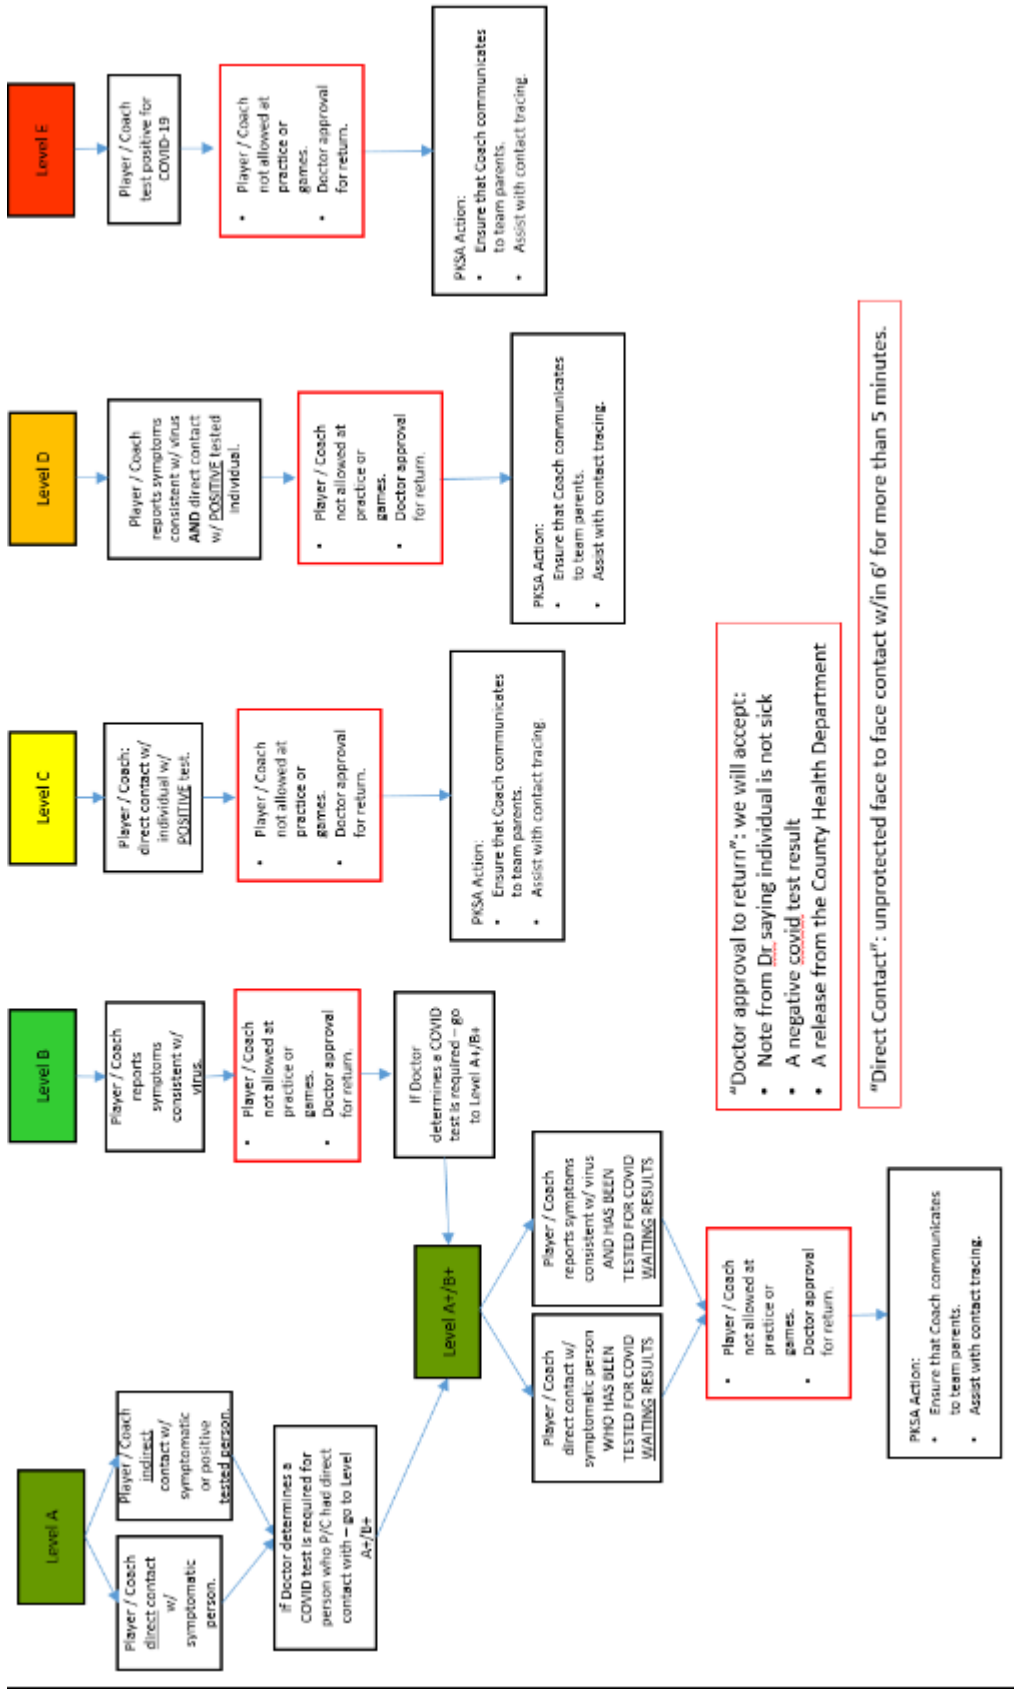 Level A
Player / Coach
direct contact
w/
symptomatic
person.
Player / Coach
indirect
contact w/
symptomatic
or positive
tested person.
If Doctor determines a
COVID test is required for
person who P/C had direct
contact with – go to Level
A+/B+
Level B
Player / Coach
reports
symptoms
consistent w/
virus.
• Player / Coach
not allowed at
practice or
games.
• Doctor approval
for return.
If Doctor
determines a COVID
test is required – go
to Level A+/B+
Level A+/B+
Player / Coach
direct contact w/
symptomatic person
WHO HAS BEEN
TESTED FOR COVID
WAITING RESULTS
Player / Coach
reports symptoms
consistent w/ virus
AND HAS BEEN
TESTED FOR COVID
WAITING RESULTS
• Player / Coach
not allowed at
practice or
games.
• Doctor approval
for return.
PKSA Action:
• Ensure that Coach communicates
to team parents.
• Assist with contact tracing.
Level C
Player / Coach:
direct contact w/
individual w/
POSITIVE test.
• Player / Coach
not allowed at
practice or
games.
• Doctor approval
for return.
PKSA Action:
• Ensure that Coach communicates
to team parents.
• Assist with contact tracing.
Level D
Player / Coach
reports symptoms
consistent w/ virus
AND direct contact
w/ POSITIVE tested
individual.
• Player / Coach
not allowed at
practice or
games.
• Doctor approval
for return.
PKSA Action:
• Ensure that Coach communicates
to team parents.
• Assist with contact tracing.
Level E
Player / Coach
test positive for
COVID-19
• Player / Coach
not allowed at
practice or
games.
• Doctor approval
for return.
PKSA Action:
• Ensure that Coach communicates
to team parents.
• Assist with contact tracing.
"Doctor approval to return": we will accept:
• Note from Dr saying individual is not sick
• A negative covid test result
• A release from the County Health Department
"Direct Contact": unprotected face to face contact w/in 6' for more than 5 minutes.